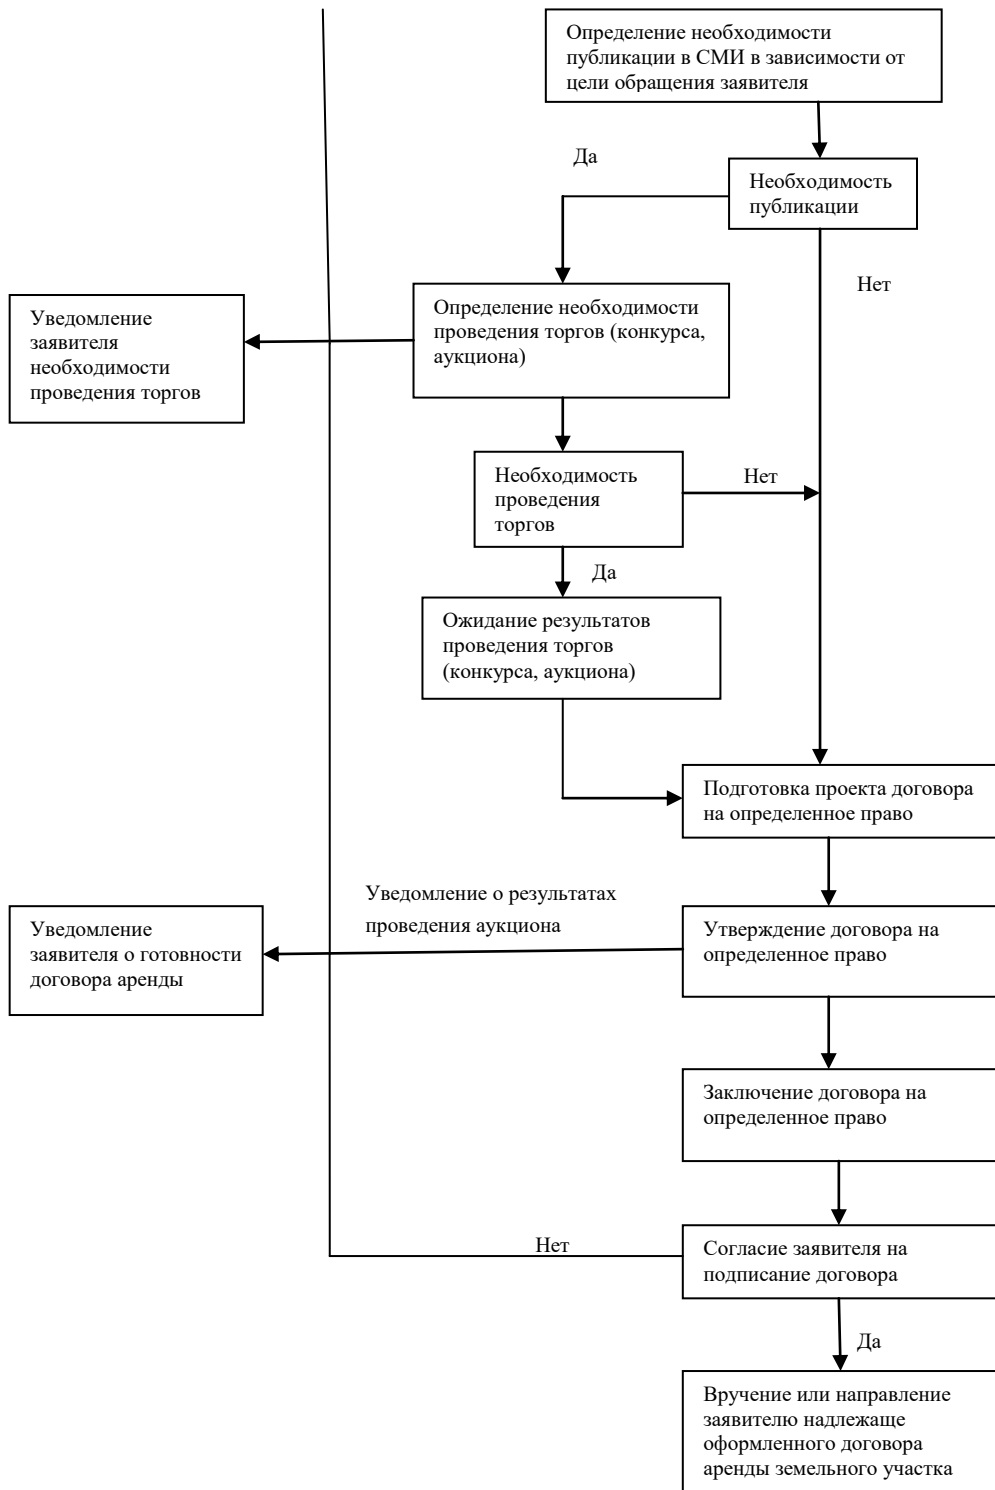 Определение необходимости
публикации в СМИ в зависимости от
цели обращения заявителя
Да
Необходимость
публикации
Нет
Определение необходимости
проведения торгов (конкурса,
аукциона)
Уведомление
заявителя
необходимости
проведения торгов
Необходимость
проведения
торгов
Нет
Да
Ожидание результатов
проведения торгов
(конкурса, аукциона)
Подготовка проекта договора
на определенное право
Уведомление о результатах
проведения аукциона
Утверждение договора на
определенное право
Уведомление
заявителя о готовности
договора аренды
Заключение договора на
определенное право
Нет
Согласие заявителя на
подписание договора
Да
Вручение или направление
заявителю надлежаще
оформленного договора
аренды земельного участка